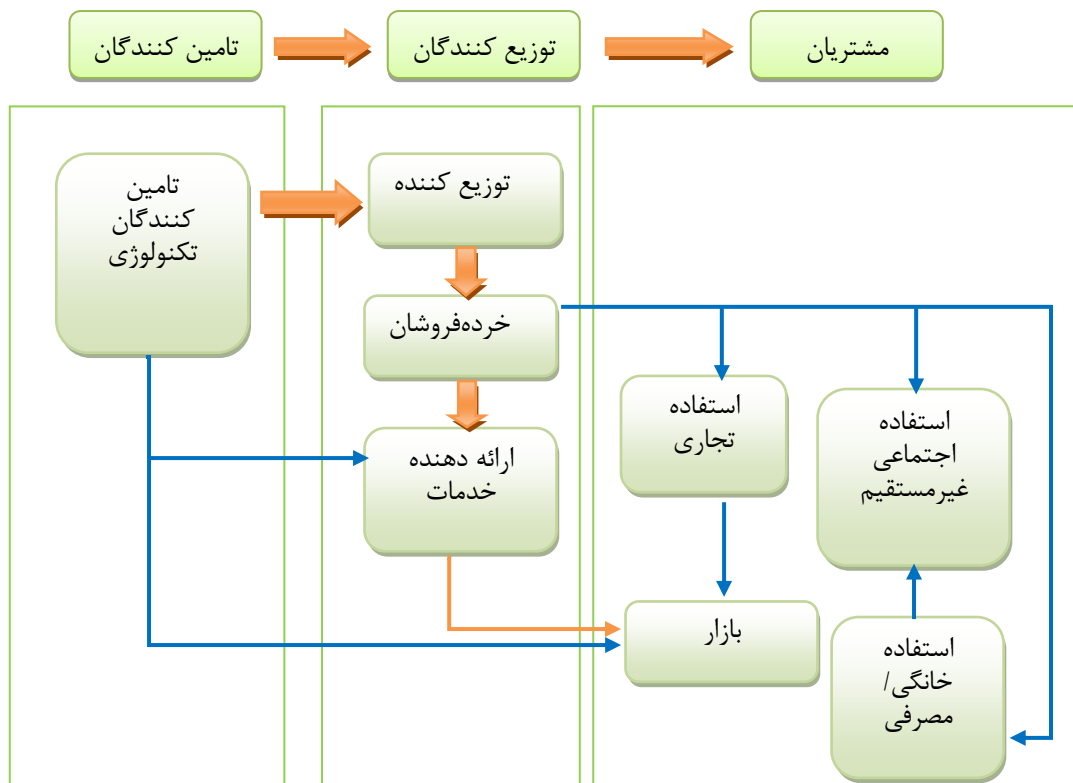 تامین کنندگان
توزیع کنندگان
مشتریان
تامین
کنندگان
تکنولوژی
توزیع کننده
خرده‌فروشان
ارائه دهنده
خدمات
استفاده
تجاری
استفاده
اجتماعی
غیرمستقیم
بازار
استفاده
خانگی/
مصرفی